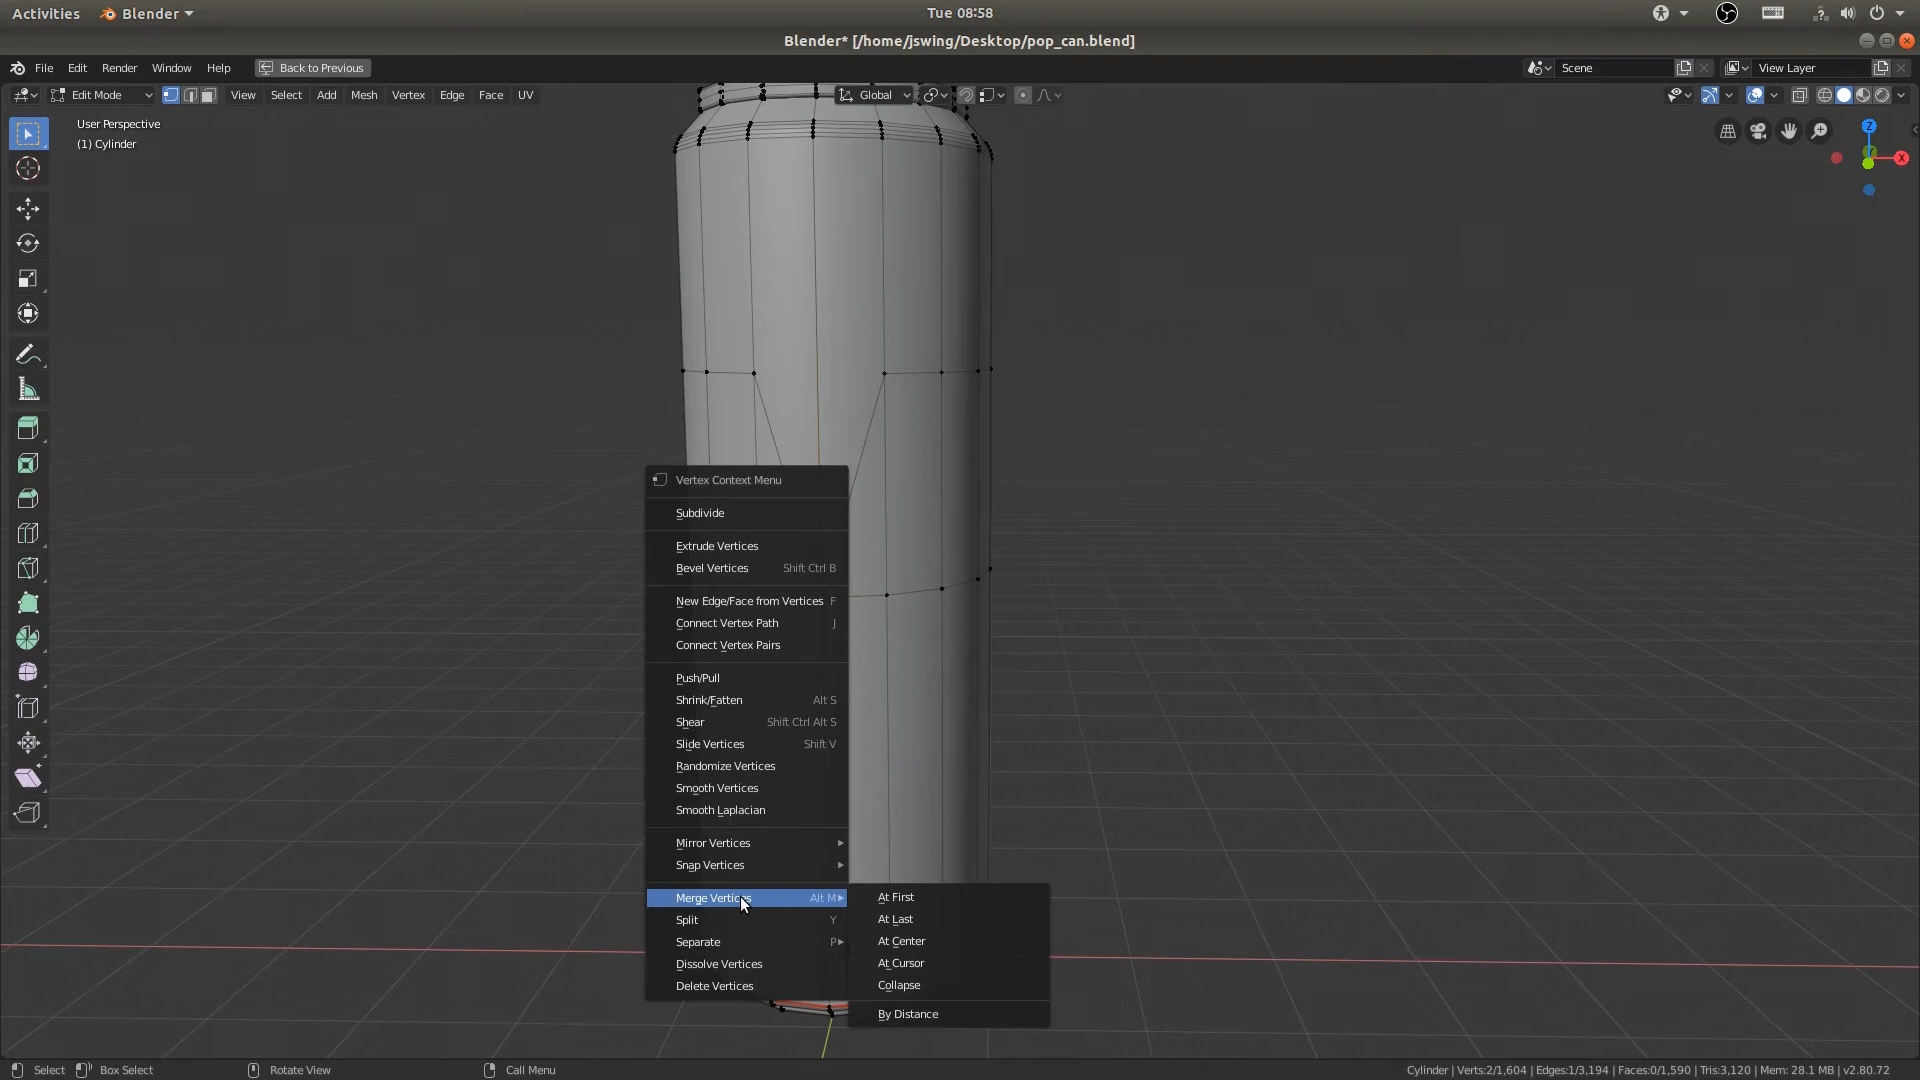 Activities
Blender
Tue 08:58
Blender* [/home/jswing/Desktop/pop_can.blend]
File
Edit
Render
Window
Help
Back to Previous
Scene
View Layer
Edit Mode
View
Select
Add
Mesh
Vertex
Edge
Face
UV
Global
User Perspective
(1) Cylinder
Z
X
Vertex Context Menu
Subdivide
Extrude Vertices
Bevel Vertices Shift Ctrl B
New Edge/Face from Vertices F
Connect Vertex Path J
Connect Vertex Pairs
Push/Pull
Shrink/Fatten Alt S
Shear Shift Ctrl Alt S
Slide Vertices Shift V
Randomize Vertices
Smooth Vertices
Smooth Laplacian
Mirror Vertices
Snap Vertices
Merge Vertices Alt M
Split Y
Separate P
Dissolve Vertices
Delete Vertices
At First
At Last
At Center
At Cursor
Collapse
By Distance
Select
Box Select
Rotate View
Call Menu
Cylinder | Verts:2/1,604 | Edges:1/3,194 | Faces:0/1,590 | Tris:3,120 | Mem: 28.1 MB | v2.80.72